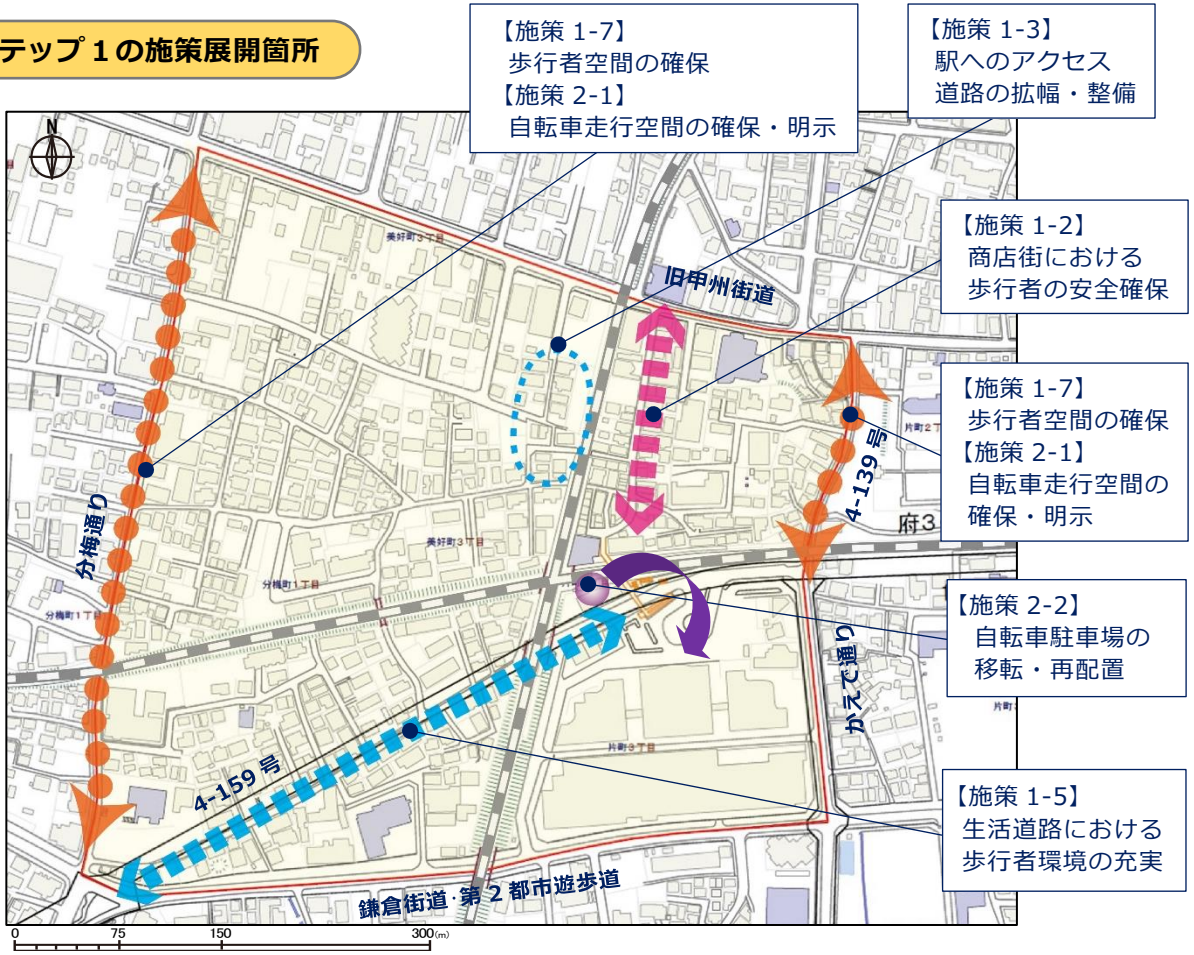 テップ１の施策展開箇所
【施策 1-7】
歩行者空間の確保
【施策 2-1】
自転車走行空間の確保・明示
【施策 1-3】
駅へのアクセス
道路の拡幅・整備
【施策 1-2】
商店街における
歩行者の安全確保
【施策 1-7】
歩行者空間の確保
【施策 2-1】
自転車走行空間の
確保・明示
【施策 2-2】
自転車駐車場の
移転・再配置
【施策 1-5】
生活道路における
歩行者環境の充実
N
美好町3丁目
旧甲州街道
片町2丁
4-139 号
府3
分梅通り
美好町3丁目
分梅町1丁目
分梅町1丁目
かえで通り
片町3丁目
片町
4-159 号
鎌倉街道・第 2 都市遊歩道
0 75 150 300(m)